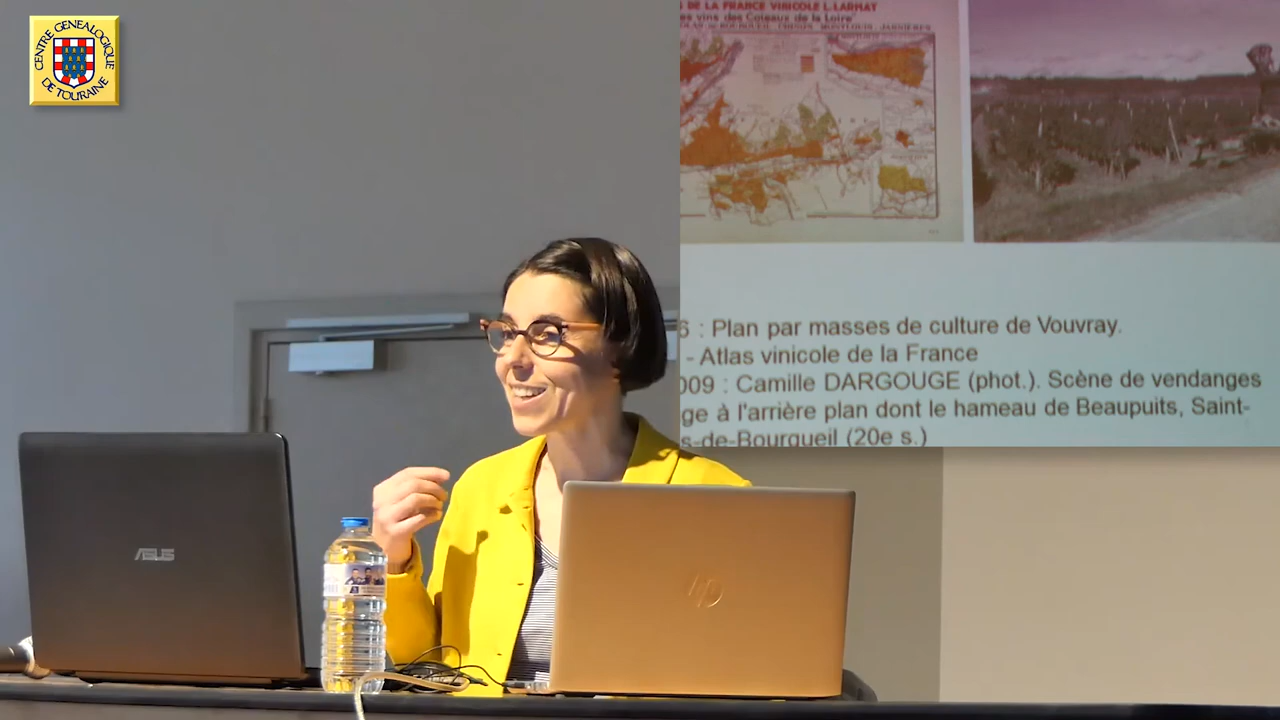 CENTRE GENEALOGIQUE
DE TOURAINE
DE LA FRANCE VINICOLE L. LARMAT
es vins des Coteaux de la Loire"
6 : Plan par masses de culture de Vouvray.
- Atlas vinicole de la France
009 : Camille DARGOUGE (phot.). Scène de vendanges
ge à l'arrière plan dont le hameau de Beaupuits, Saint-
s-de-Bourgueil (20e s.)
ASUS
hp